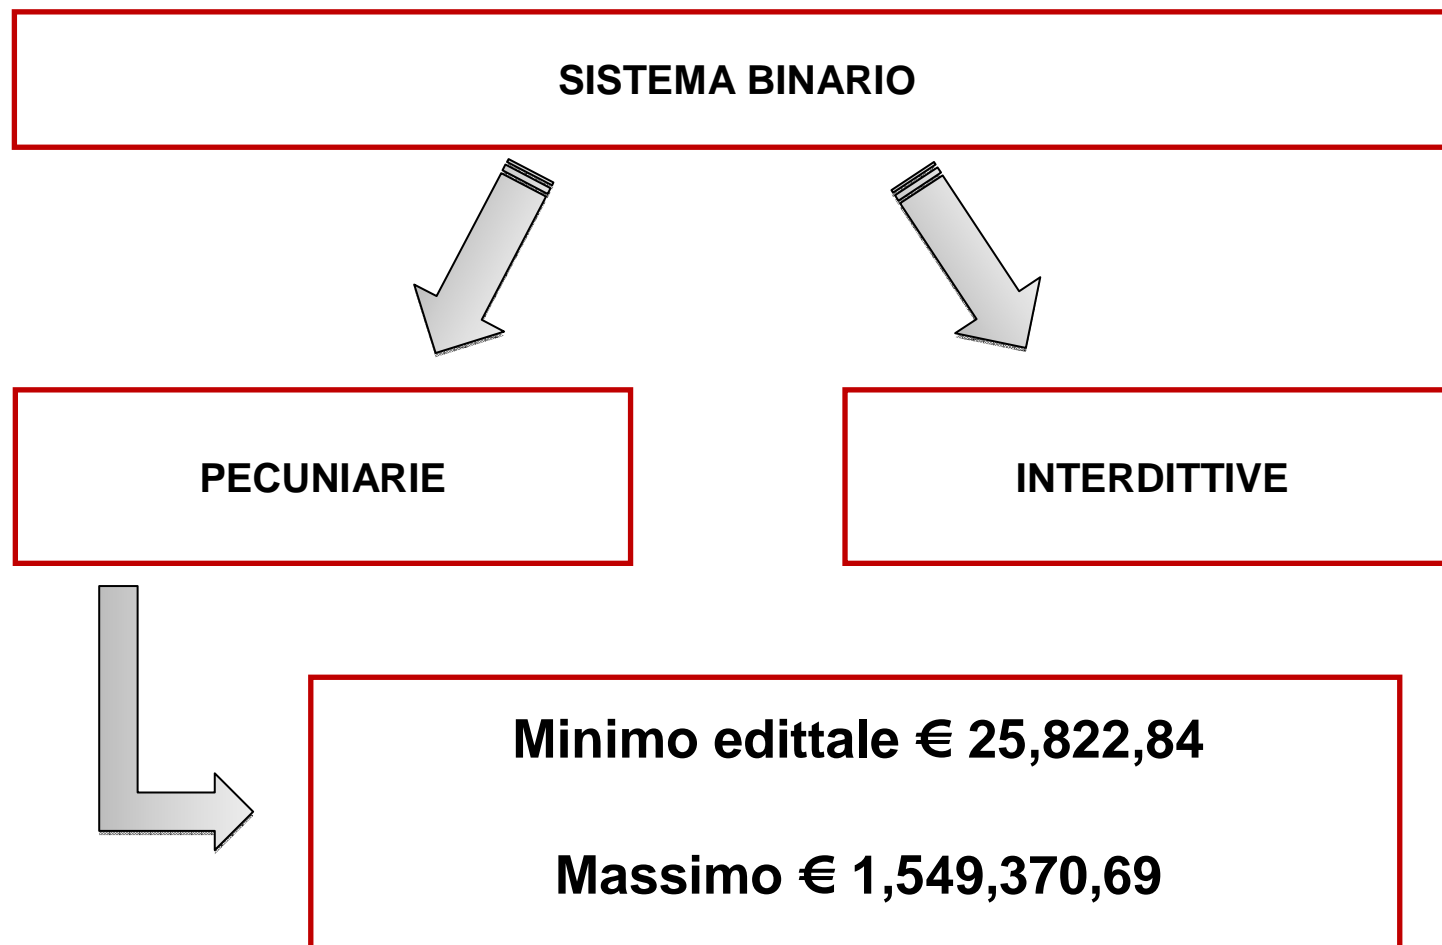 SISTEMA BINARIO
PECUNIARIE
INTERDITTIVE
Minimo edittale € 25,822,84
Massimo € 1,549,370,69